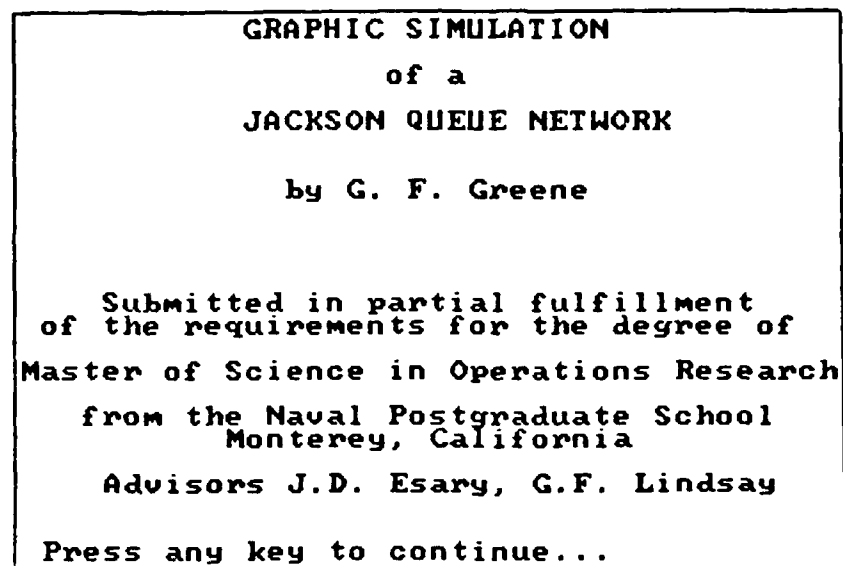 GRAPHIC SIMULATION
of a
JACKSON QUEUE NETWORK
by G. F. Greene
Submitted in partial fulfillment
of the requirements for the degree of
Master of Science in Operations Research
from the Naval Postgraduate School
Monterey, California
Advisors J.D. Esary, G.F. Lindsay
Press any key to continue...